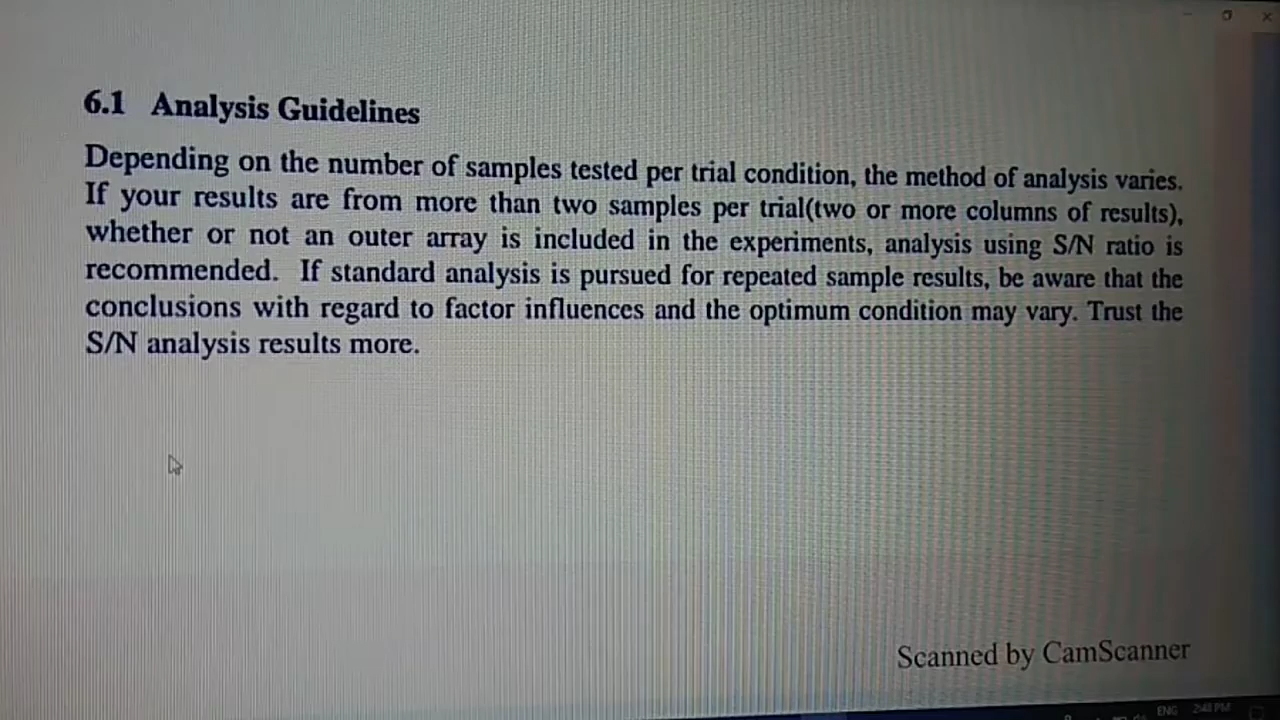 6.1 Analysis Guidelines
Depending on the number of samples tested per trial condition, the method of analysis varies.
If your results are from more than two samples per trial(two or more columns of results),
whether or not an outer array is included in the experiments, analysis using S/N ratio is
recommended. If standard analysis is pursued for repeated sample results, be aware that the
conclusions with regard to factor influences and the optimum condition may vary. Trust the
S/N analysis results more.
Scanned by CamScanner
ENG 2:48 PM